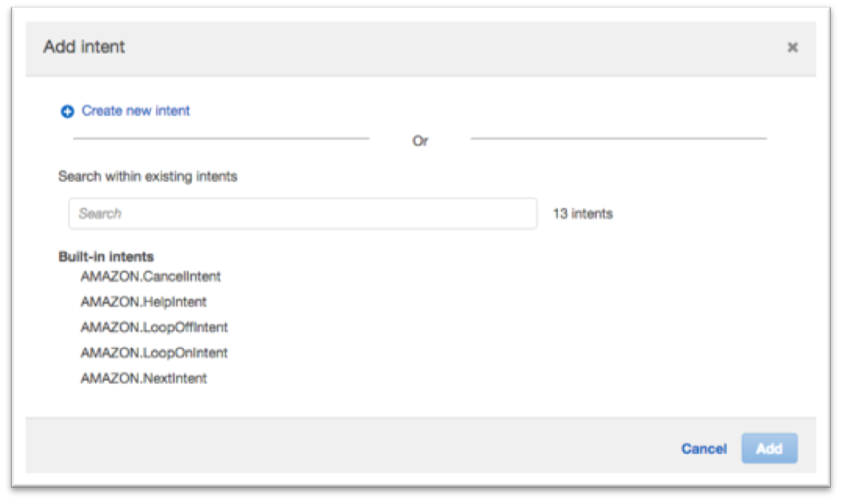 Add intent ×
Create new intent
Or
Search within existing intents
Search 13 intents
Built-in intents
AMAZON.CancelIntent
AMAZON.HelpIntent
AMAZON.LoopOffIntent
AMAZON.LoopOnIntent
AMAZON.NextIntent
Cancel Add